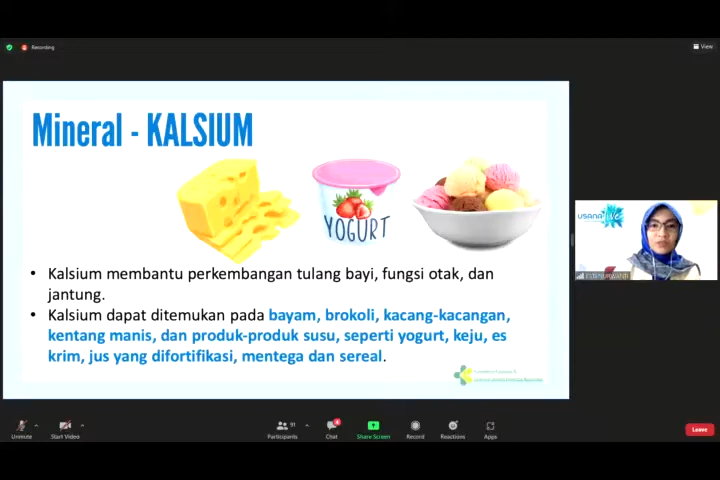 Recording
View
Mineral - KALSIUM
YOGURT
• Kalsium membantu perkembangan tulang bayi, fungsi otak, dan
jantung.
• Kalsium dapat ditemukan pada bayam, brokoli, kacang-kacangan,
kentang manis, dan produk-produk susu, seperti yogurt, keju, es
krim, jus yang difortifikasi, mentega dan sereal.
USANA live
Unmute
Start Video
Participants
91
Chat
Share Screen
Record
Reactions
Apps
Leave